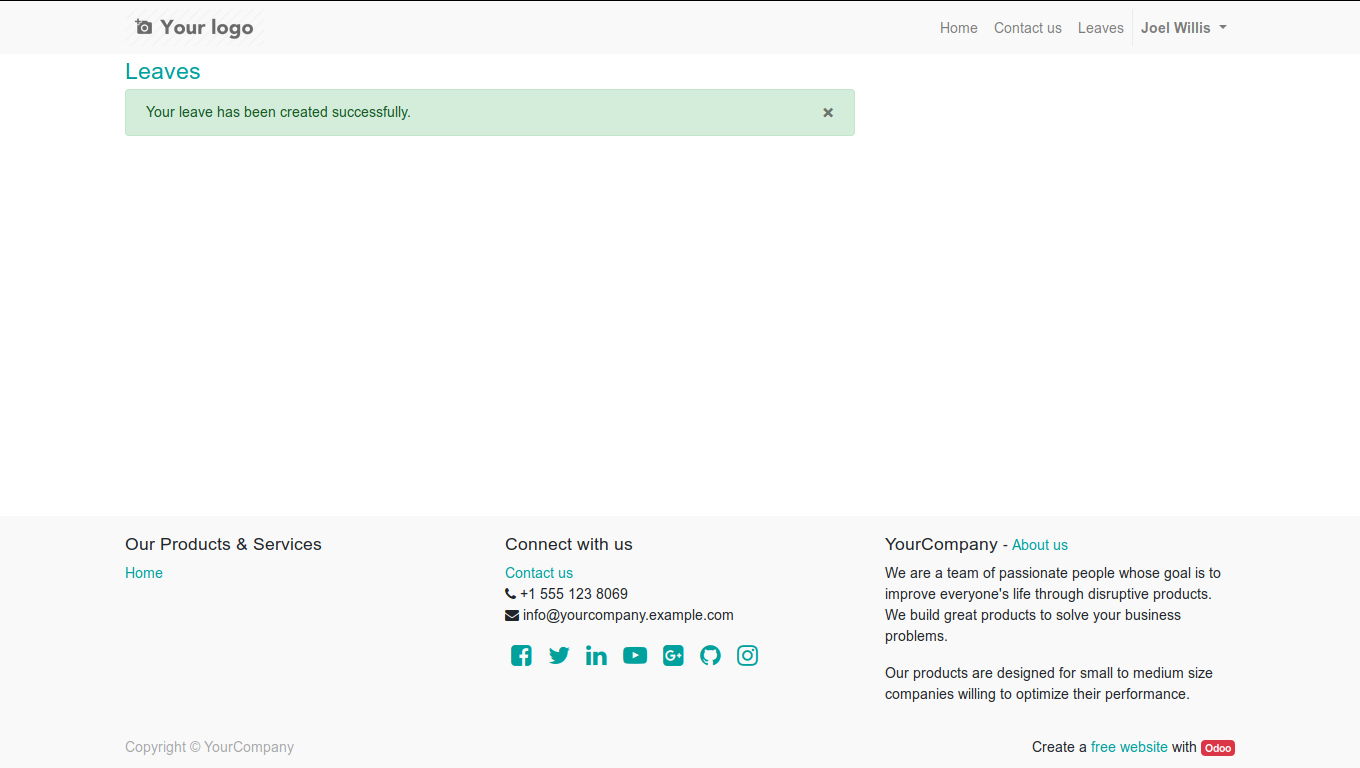 Your logo
Home Contact us Leaves Joel Willis
Leaves
Your leave has been created successfully. ×
Our Products & Services
Home
Connect with us
Contact us
+1 555 123 8069
info@yourcompany.example.com
YourCompany - About us
We are a team of passionate people whose goal is to
improve everyone's life through disruptive products.
We build great products to solve your business
problems.
Our products are designed for small to medium size
companies willing to optimize their performance.
Copyright © YourCompany
Create a free website with Odoo